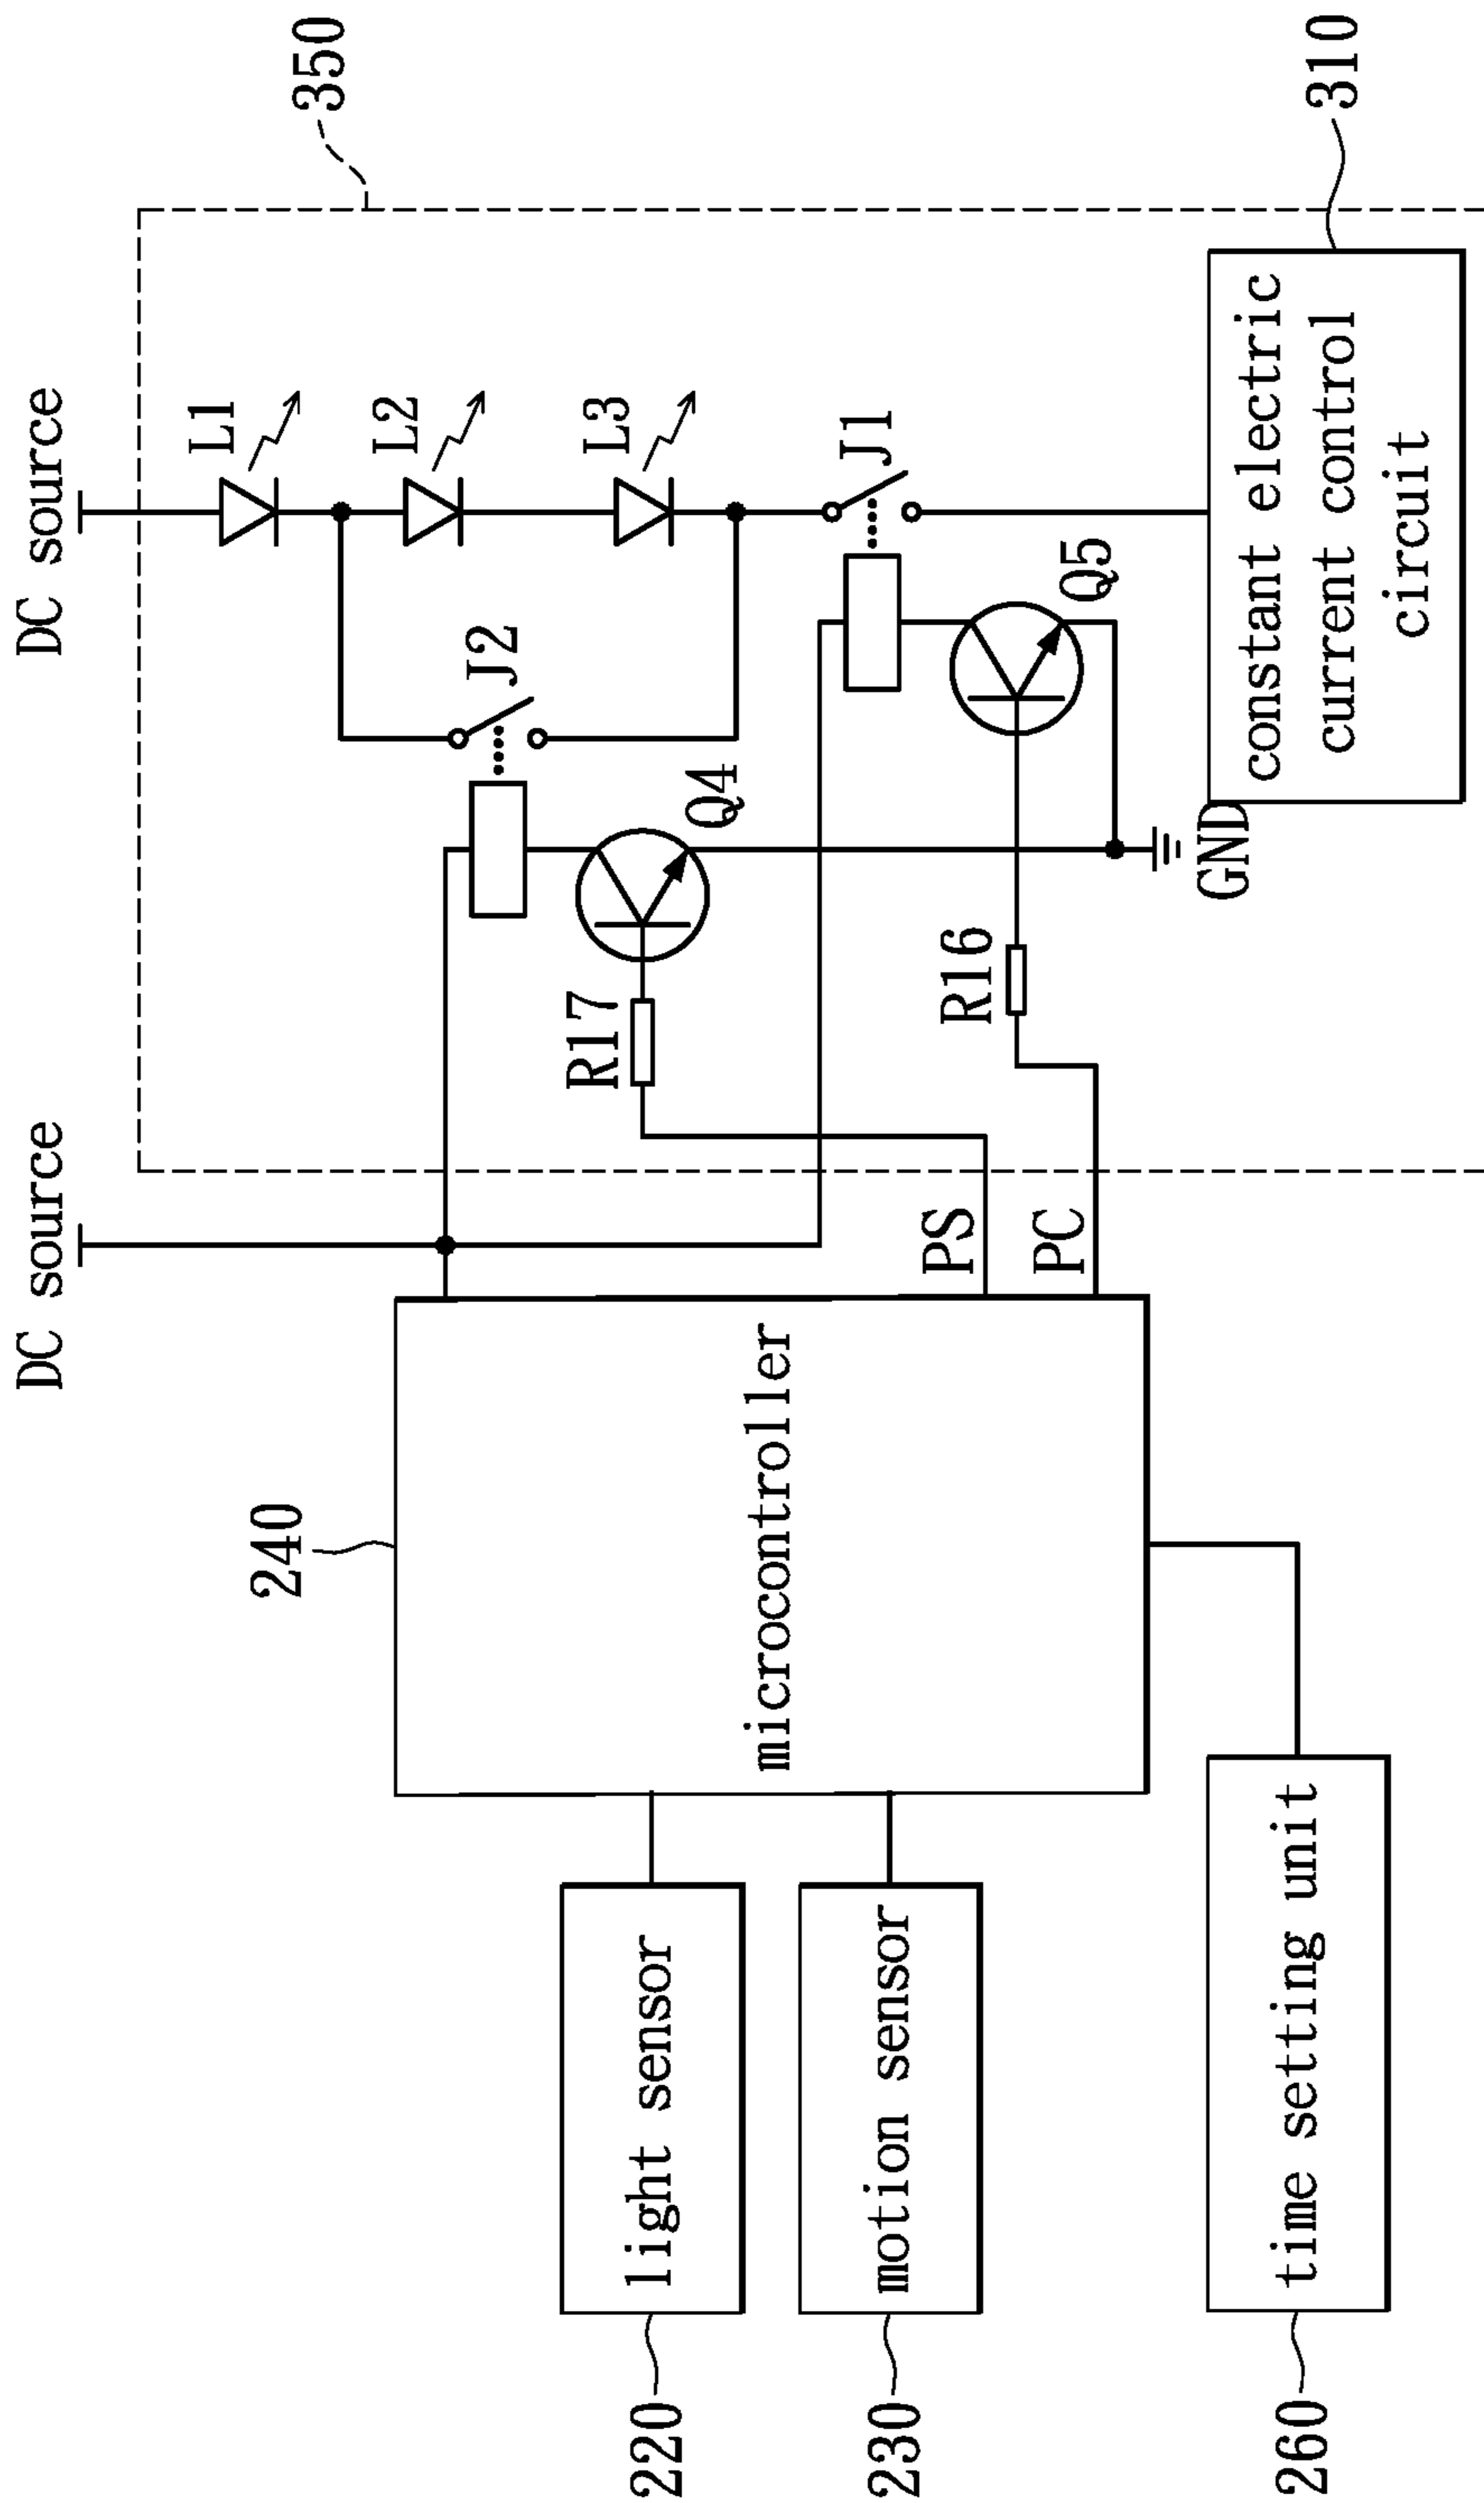 DC source
DC source
350
L1
L2
L3
J2
J1
Q4
Q5
R17
R16
GND
PS
PC
240
microcontroller
310
constant electric
current control
circuit
220
light sensor
230
motion sensor
260
time setting unit